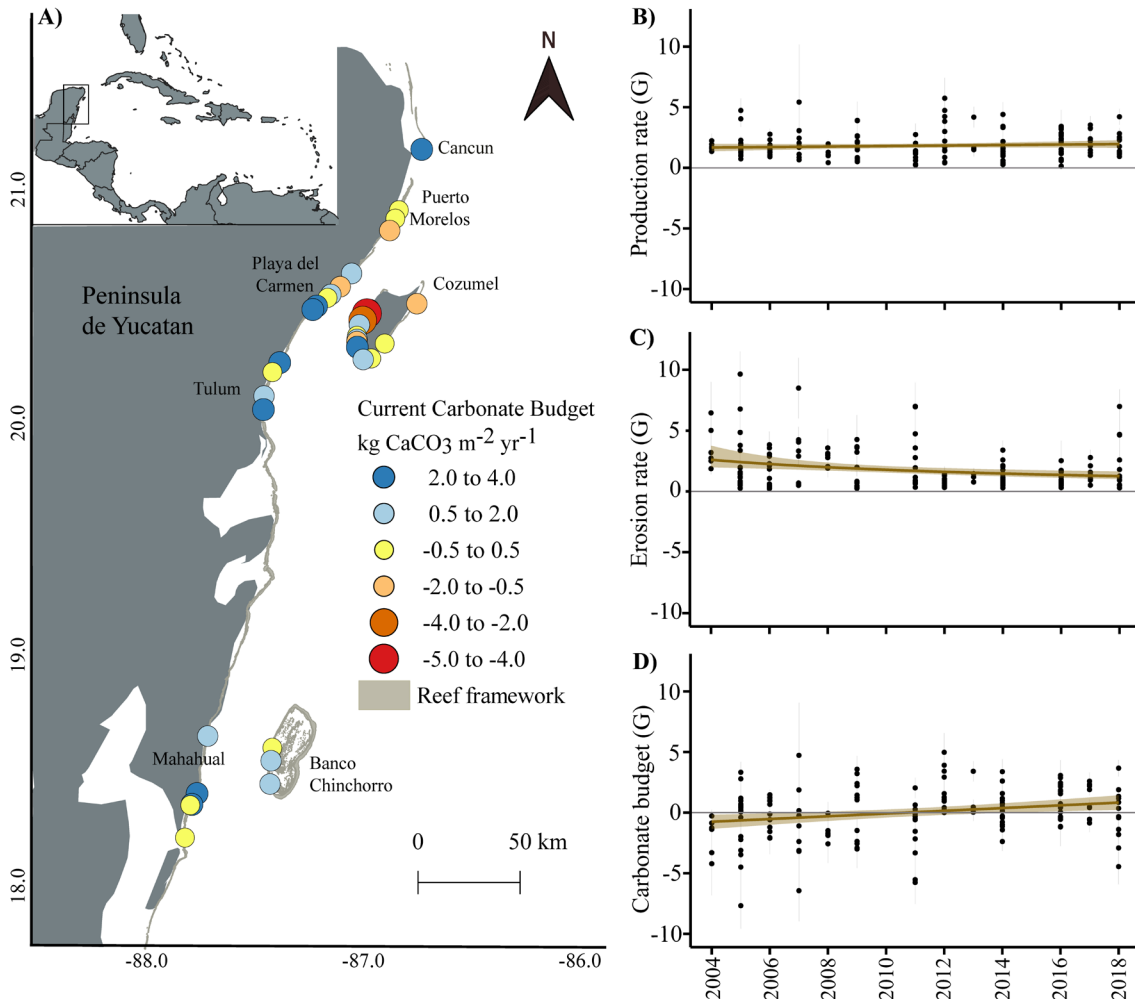 A)
N
Cancun
Puerto
Morelos
Playa del
Carmen
Cozumel
Peninsula
de Yucatan
Tulum
Current Carbonate Budget
kg CaCO3 m-2 yr-1
2.0 to 4.0
0.5 to 2.0
-0.5 to 0.5
-2.0 to -0.5
-4.0 to -2.0
-5.0 to -4.0
Reef framework
Mahahual
Banco
Chinchorro
0 50 km
21.0
20.0
19.0
18.0
-88.0 -87.0 -86.0
B)
Production rate (G)
10
5
0
-5
-10
C)
Erosion rate (G)
10
5
0
-5
-10
D)
Carbonate budget (G)
10
5
0
-5
-10
2004 2006 2008 2010 2012 2014 2016 2018